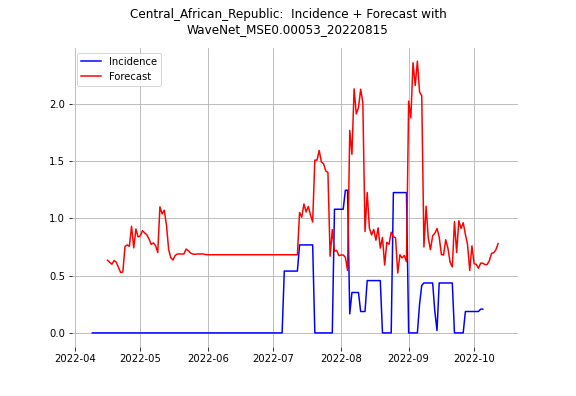 Central_African_Republic:  Incidence + Forecast with
WaveNet_MSE0.00053_20220815
Incidence
Forecast
2.0
1.5
1.0
0.5
0.0
2022-04 2022-05 2022-06 2022-07 2022-08 2022-09 2022-10